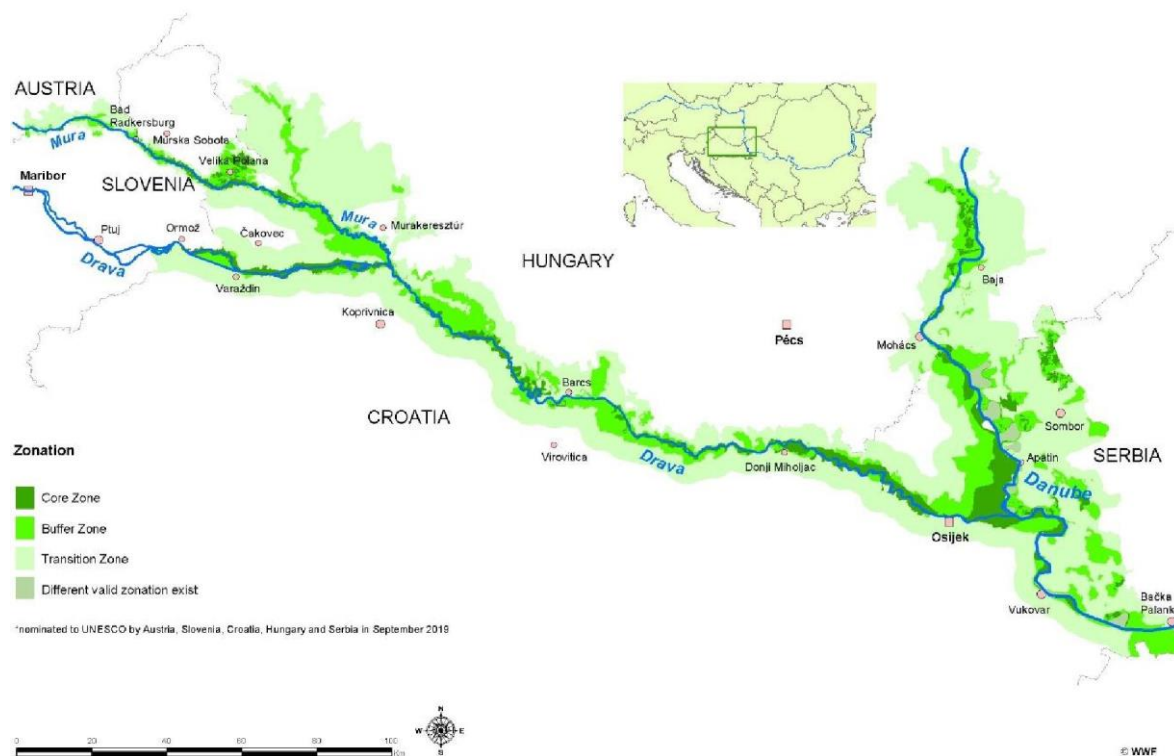 AUSTRIA
Bad
Radkersburg
Mura
Murska Sobota
Velika Polana
Maribor
SLOVENIA
Ptuj
Ormož
Čakovec
Mura
Murakeresztúr
Drava
Varaždin
HUNGARY
Koprivnica
Baja
Pécs
Mohács
Barcs
CROATIA
Sombor
Virovitica
Drava
Donji Miholjac
Apatin
SERBIA
Danube
Osijek
Vukovar
Bačka
Palank
Zonation
Core Zone
Buffer Zone
Transition Zone
Different valid zonation exist
*nominated to UNESCO by Austria, Slovenia, Croatia, Hungary and Serbia in September 2019
N
W E
S
0 20 40 60 80 100
Km
© WWF